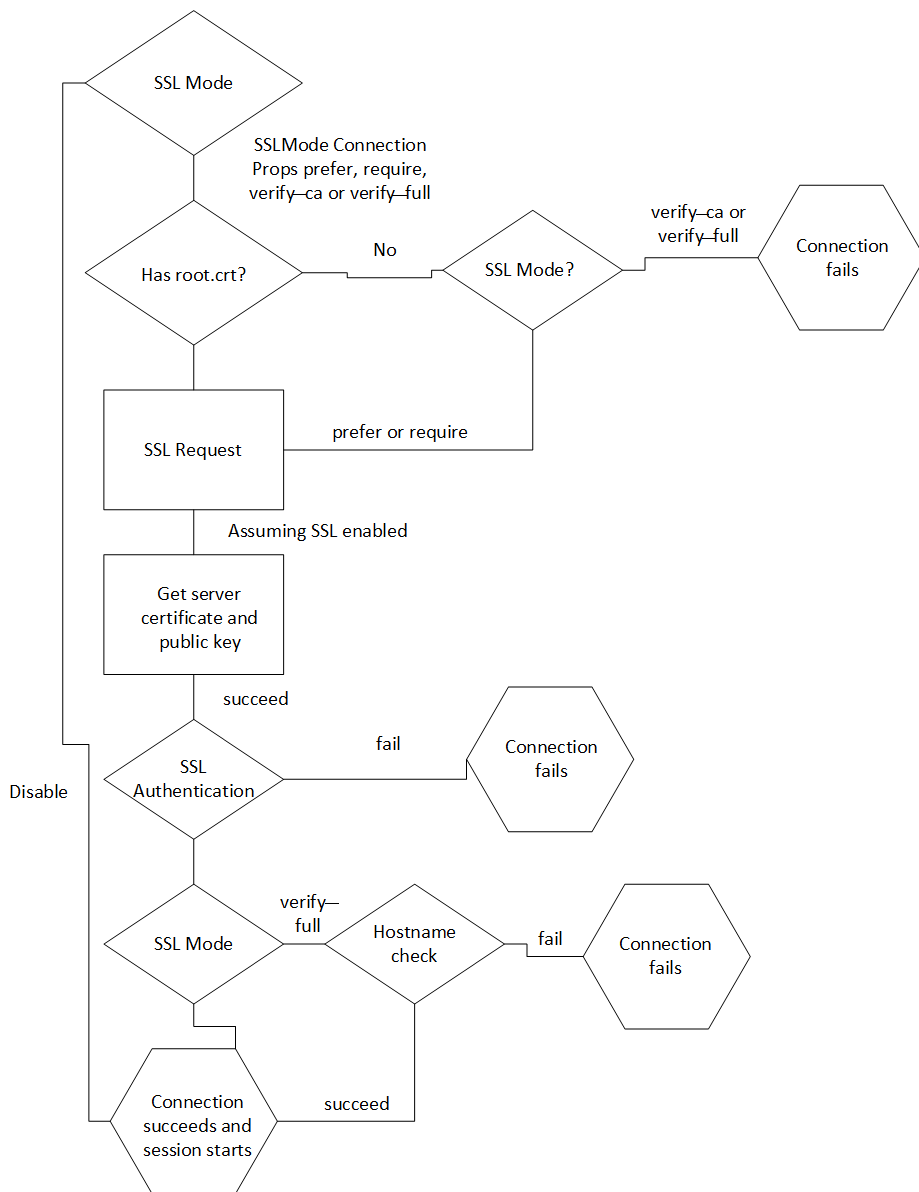 SSL Mode
SSLMode Connection
Props prefer, require,
verify—ca or verify—full
Has root.crt?
No
SSL Mode?
verify—ca or
verify—full
Connection
fails
SSL Request
prefer or require
Assuming SSL enabled
Get server
certificate and
public key
succeed
SSL
Authentication
fail
Connection
fails
Disable
SSL Mode
verify—
full
Hostname
check
fail
Connection
fails
Connection
succeeds and
session starts
succeed